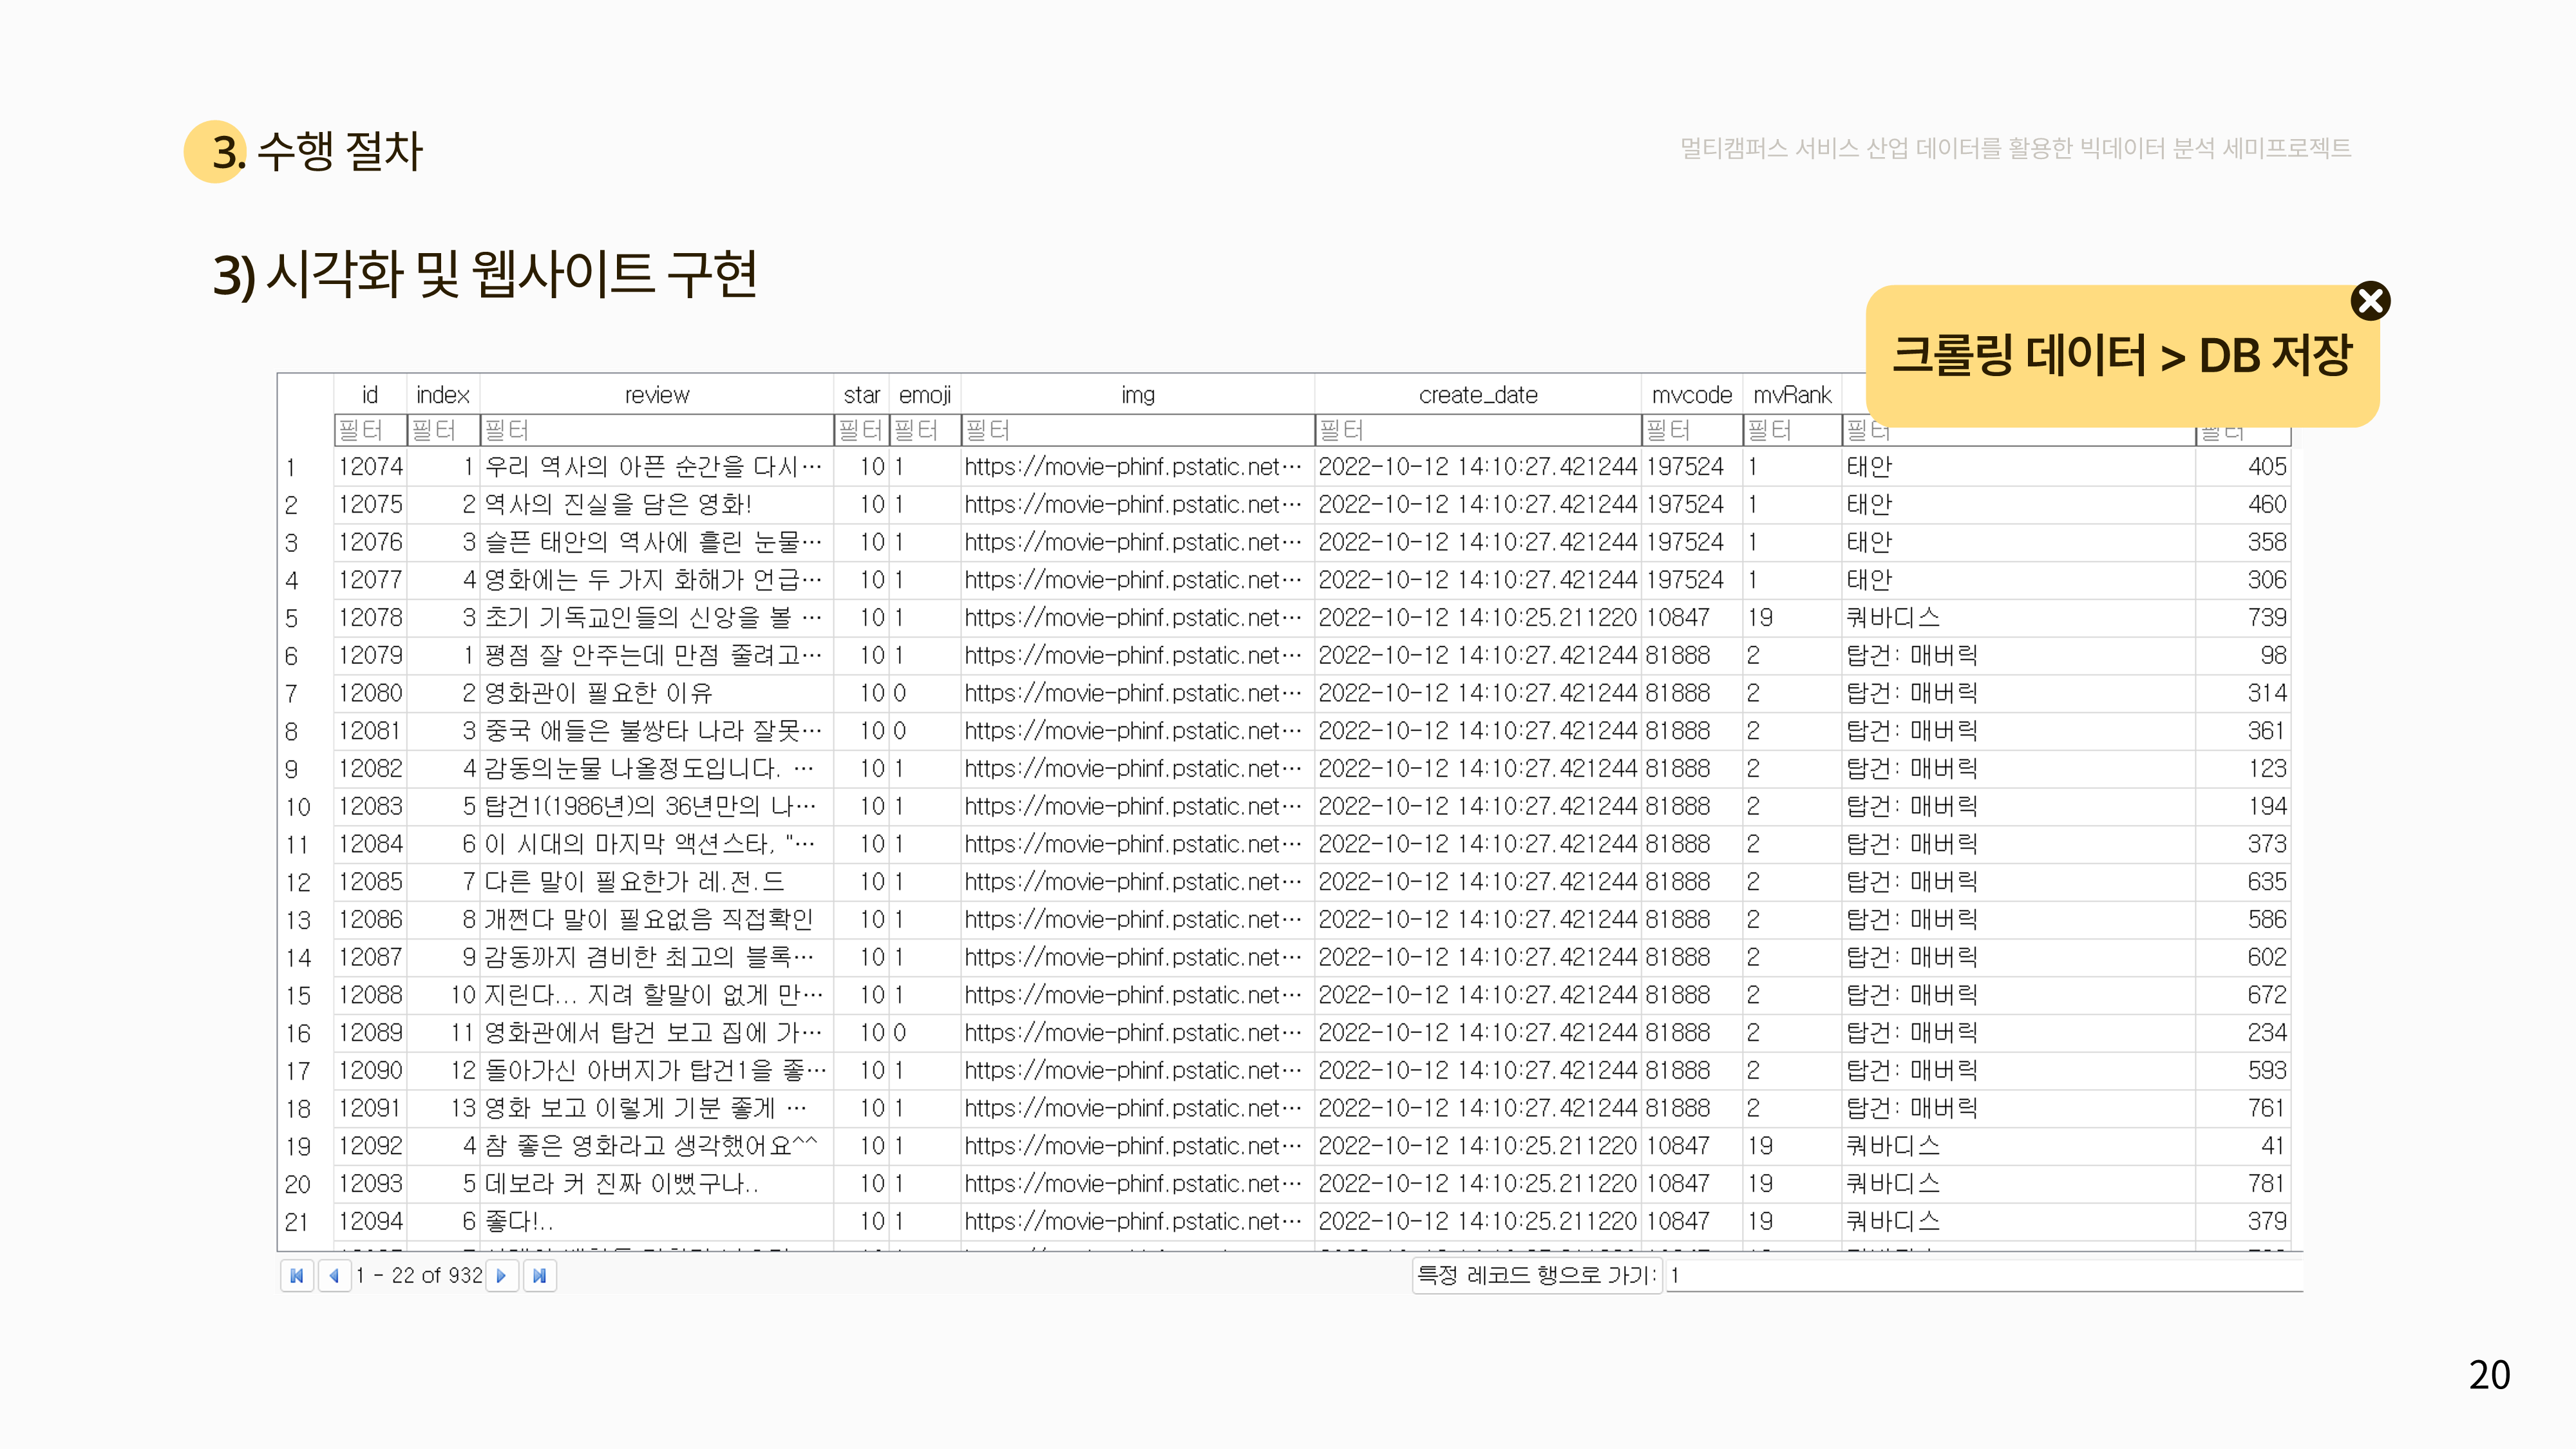 3. 수행 절차
멀티캠퍼스 서비스 산업 데이터를 활용한 빅데이터 분석 세미프로젝트
3) 시각화 및 웹사이트 구현
크롤링 데이터 > DB 저장
id index review star emoji img create_date mvcode mvRank
필터 필터 필터 필터 필터 필터 필터 필터 필터 필터 필터
1 12074 1 우리 역사의 아픈 순간을 다시… 10 1 https://movie-phinf.pstatic.net… 2022-10-12 14:10:27.421244 197524 1 태안 405
2 12075 2 역사의 진실을 담은 영화! 10 1 https://movie-phinf.pstatic.net… 2022-10-12 14:10:27.421244 197524 1 태안 460
3 12076 3 슬픈 태안의 역사에 흘린 눈물… 10 1 https://movie-phinf.pstatic.net… 2022-10-12 14:10:27.421244 197524 1 태안 358
4 12077 4 영화에는 두 가지 화해가 언급… 10 1 https://movie-phinf.pstatic.net… 2022-10-12 14:10:27.421244 197524 1 태안 306
5 12078 3 초기 기독교인들의 신앙을 볼 … 10 1 https://movie-phinf.pstatic.net… 2022-10-12 14:10:25.211220 10847 19 쿼바디스 739
6 12079 1 평점 잘 안주는데 만점 줄려고… 10 1 https://movie-phinf.pstatic.net… 2022-10-12 14:10:27.421244 81888 2 탑건: 매버릭 98
7 12080 2 영화관이 필요한 이유 10 0 https://movie-phinf.pstatic.net… 2022-10-12 14:10:27.421244 81888 2 탑건: 매버릭 314
8 12081 3 중국 애들은 불쌍타 나라 잘못… 10 0 https://movie-phinf.pstatic.net… 2022-10-12 14:10:27.421244 81888 2 탑건: 매버릭 361
9 12082 4 감동의눈물 나올정도입니다. … 10 1 https://movie-phinf.pstatic.net… 2022-10-12 14:10:27.421244 81888 2 탑건: 매버릭 123
10 12083 5 탑건1(1986년)의 36년만의 나… 10 1 https://movie-phinf.pstatic.net… 2022-10-12 14:10:27.421244 81888 2 탑건: 매버릭 194
11 12084 6 이 시대의 마지막 액션스타, "… 10 1 https://movie-phinf.pstatic.net… 2022-10-12 14:10:27.421244 81888 2 탑건: 매버릭 373
12 12085 7 다른 말이 필요한가 레.전.드 10 1 https://movie-phinf.pstatic.net… 2022-10-12 14:10:27.421244 81888 2 탑건: 매버릭 635
13 12086 8 개쩐다 말이 필요없음 직접확인 10 1 https://movie-phinf.pstatic.net… 2022-10-12 14:10:27.421244 81888 2 탑건: 매버릭 586
14 12087 9 감동까지 겸비한 최고의 블록… 10 1 https://movie-phinf.pstatic.net… 2022-10-12 14:10:27.421244 81888 2 탑건: 매버릭 602
15 12088 10 지린다... 지려 할말이 없게 만… 10 1 https://movie-phinf.pstatic.net… 2022-10-12 14:10:27.421244 81888 2 탑건: 매버릭 672
16 12089 11 영화관에서 탑건 보고 집에 가… 10 0 https://movie-phinf.pstatic.net… 2022-10-12 14:10:27.421244 81888 2 탑건: 매버릭 234
17 12090 12 돌아가신 아버지가 탑건1을 좋… 10 1 https://movie-phinf.pstatic.net… 2022-10-12 14:10:27.421244 81888 2 탑건: 매버릭 593
18 12091 13 영화 보고 이렇게 기분 좋게 … 10 1 https://movie-phinf.pstatic.net… 2022-10-12 14:10:27.421244 81888 2 탑건: 매버릭 761
19 12092 4 참 좋은 영화라고 생각했어요^^ 10 1 https://movie-phinf.pstatic.net… 2022-10-12 14:10:25.211220 10847 19 쿼바디스 41
20 12093 5 데보라 커 진짜 이뻤구나.. 10 1 https://movie-phinf.pstatic.net… 2022-10-12 14:10:25.211220 10847 19 쿼바디스 781
21 12094 6 좋다!.. 10 1 https://movie-phinf.pstatic.net… 2022-10-12 14:10:25.211220 10847 19 쿼바디스 379
1 - 22 of 932 특정 레코드 행으로 가기: 1
20